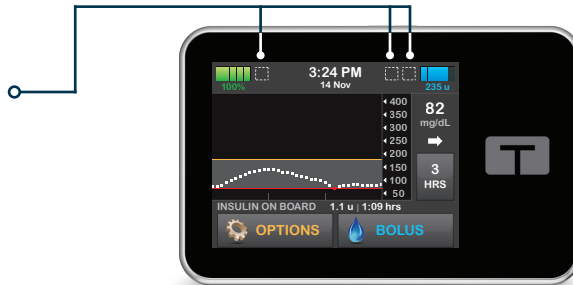 3:24 PM
14 Nov
100%
235 u
400
350
300
250
200
150
100
50
82
mg/dL
3
HRS
INSULIN ON BOARD 1.1 u | 1:09 hrs
OPTIONS
BOLUS
T